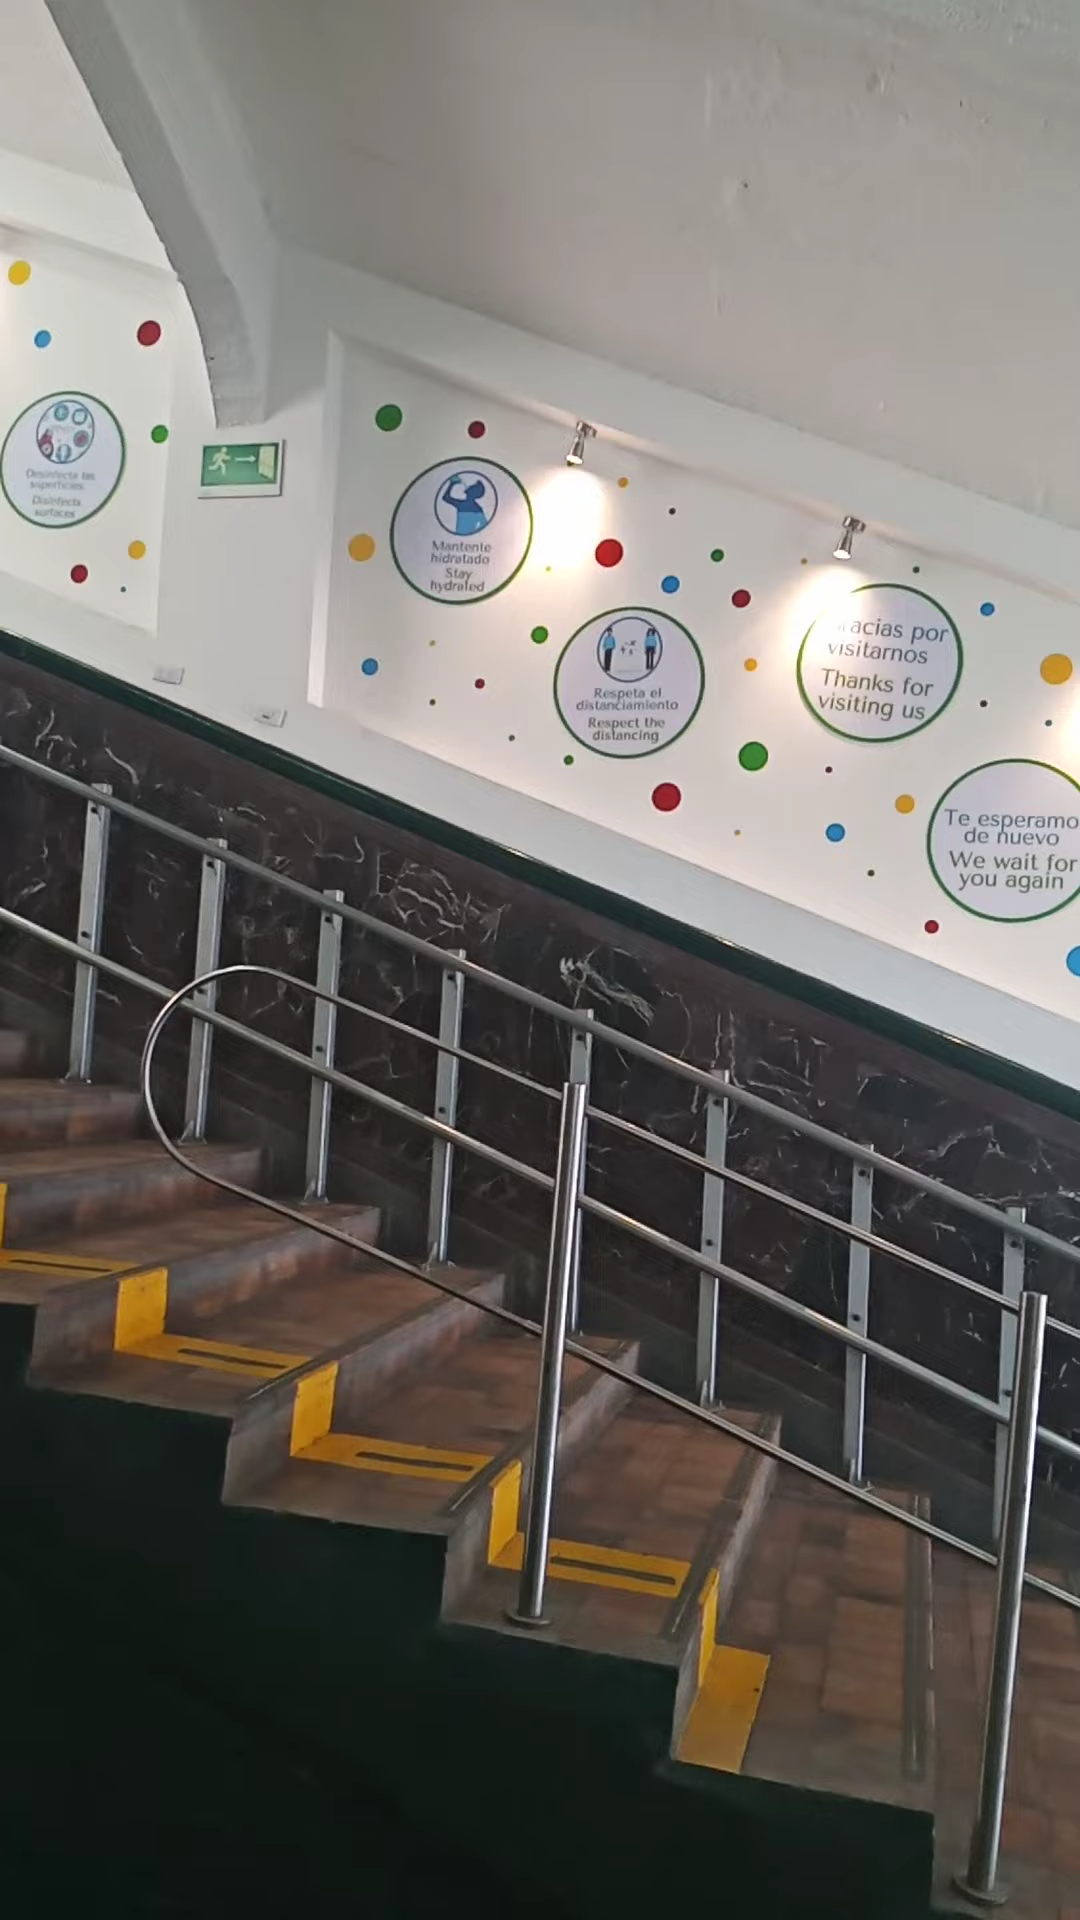 Desinfecta las
superficies
Disinfects
surfaces
Mantente
hidratado
Stay
hydrated
Respeta el
distanciamiento
Respect the
distancing
racias por
visitarnos
Thanks for
visiting us
Te esperamo
de nuevo
We wait for
you again